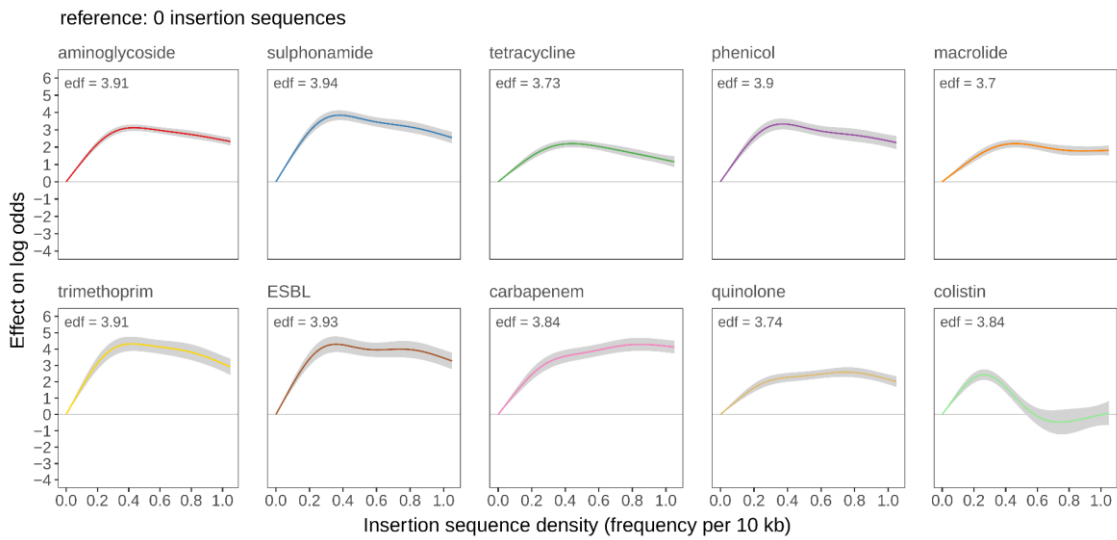 reference: 0 insertion sequences
aminoglycoside sulphonamide tetracycline phenicol macrolide
edf = 3.91 edf = 3.94 edf = 3.73 edf = 3.9 edf = 3.7
6
5
4
3
2
1
0
−1
−2
−3
−4
Effect on log odds
trimethoprim ESBL carbapenem quinolone colistin
edf = 3.91 edf = 3.93 edf = 3.84 edf = 3.74 edf = 3.84
6
5
4
3
2
1
0
−1
−2
−3
−4
0.0 0.2 0.4 0.6 0.8 1.0 0.0 0.2 0.4 0.6 0.8 1.0 0.0 0.2 0.4 0.6 0.8 1.0 0.0 0.2 0.4 0.6 0.8 1.0 0.0 0.2 0.4 0.6 0.8 1.0
Insertion sequence density (frequency per 10 kb)